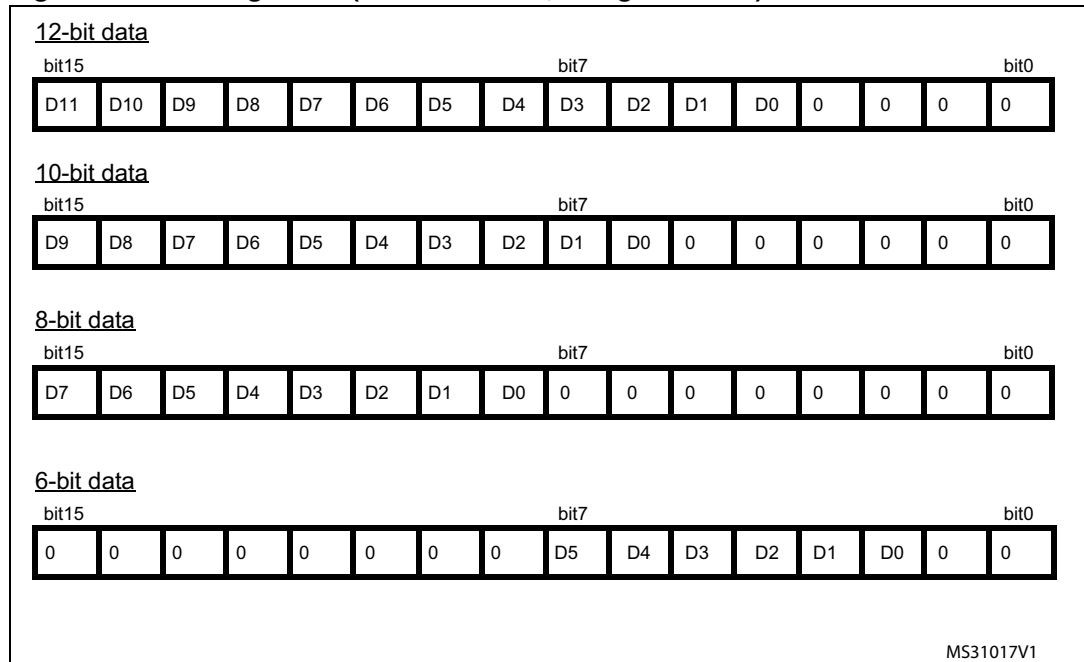 12-bit data
bit15 bit7 bit0
D11 D10 D9 D8 D7 D6 D5 D4 D3 D2 D1 D0 0 0 0 0
10-bit data
bit15 bit7 bit0
D9 D8 D7 D6 D5 D4 D3 D2 D1 D0 0 0 0 0 0 0
8-bit data
bit15 bit7 bit0
D7 D6 D5 D4 D3 D2 D1 D0 0 0 0 0 0 0 0 0
6-bit data
bit15 bit7 bit0
0 0 0 0 0 0 0 0 D5 D4 D3 D2 D1 D0 0 0
MS31017V1